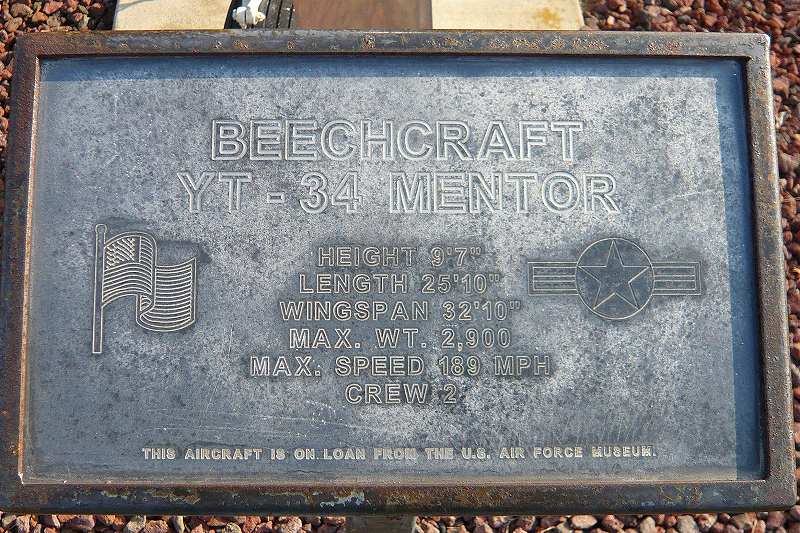 BEECHCRAFT
YT - 34 MENTOR
HEIGHT 9'7"
LENGTH 25'10"
WINGSPAN 32'10"
MAX. WT. 2,900
MAX. SPEED 189 MPH
CREW 2
THIS AIRCRAFT IS ON LOAN FROM THE U.S. AIR FORCE MUSEUM.